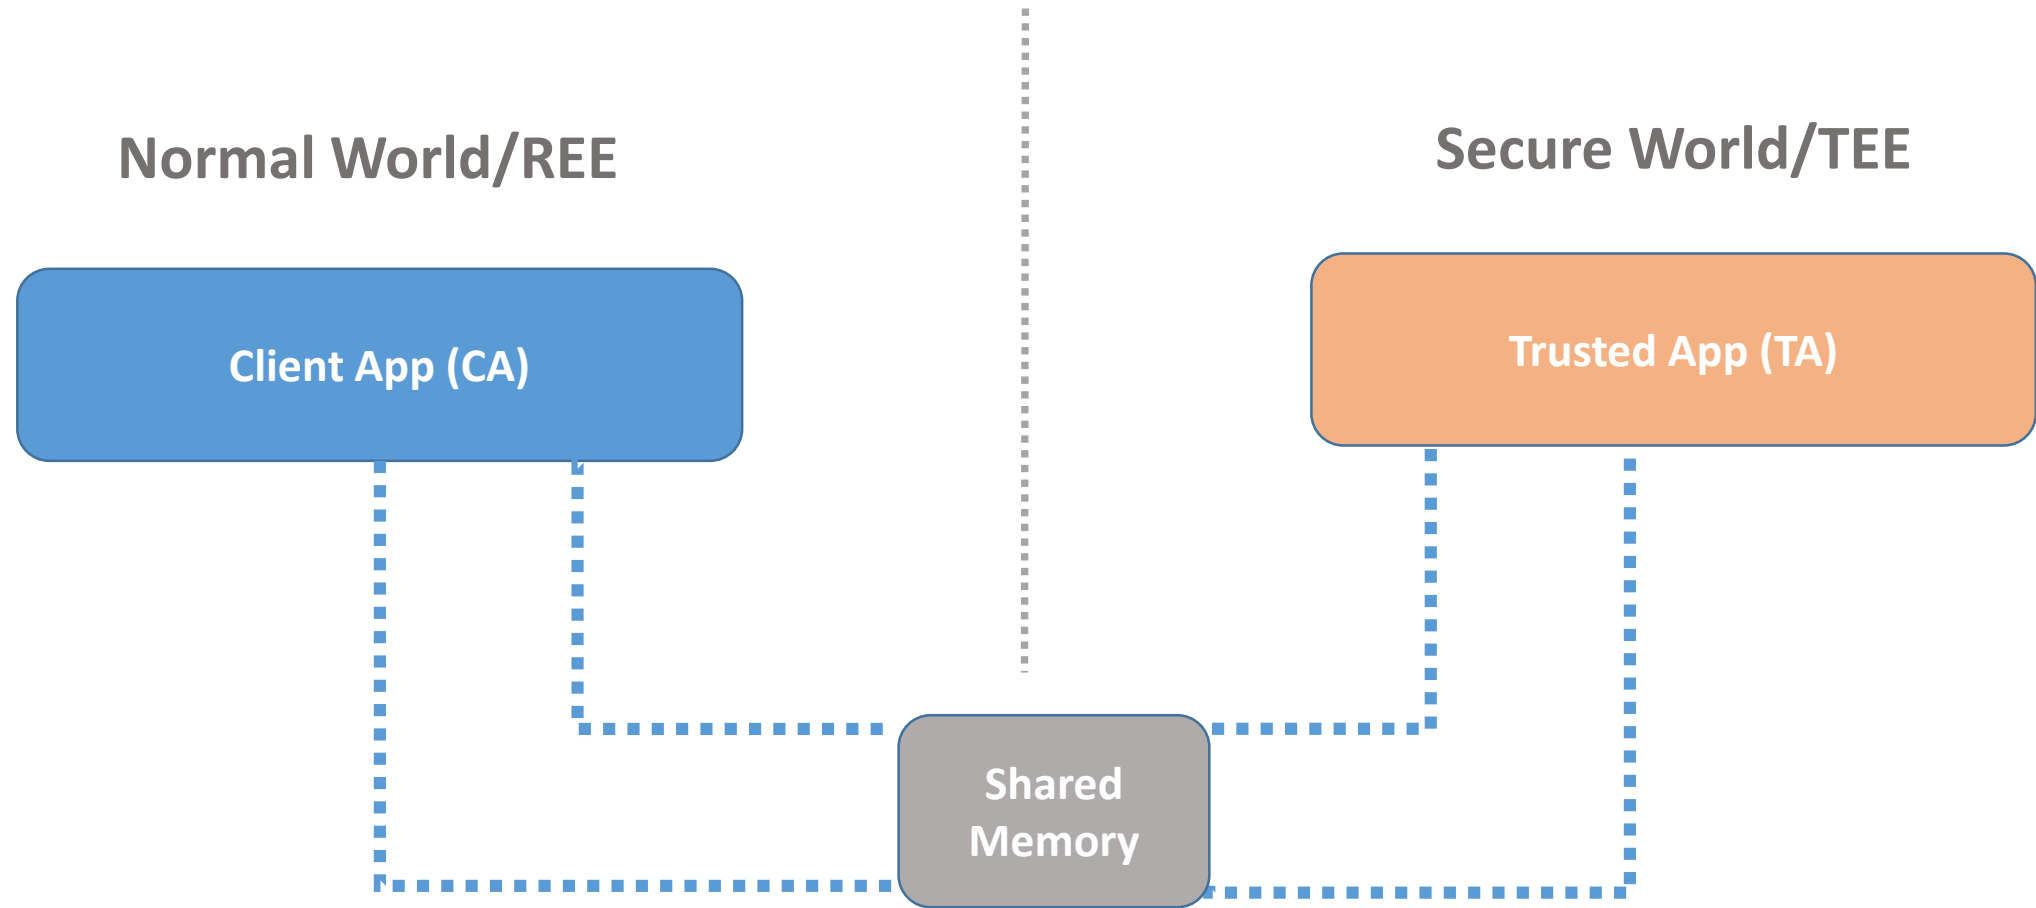 Normal World/REE
Secure World/TEE
Client App (CA)
Trusted App (TA)
Shared
Memory